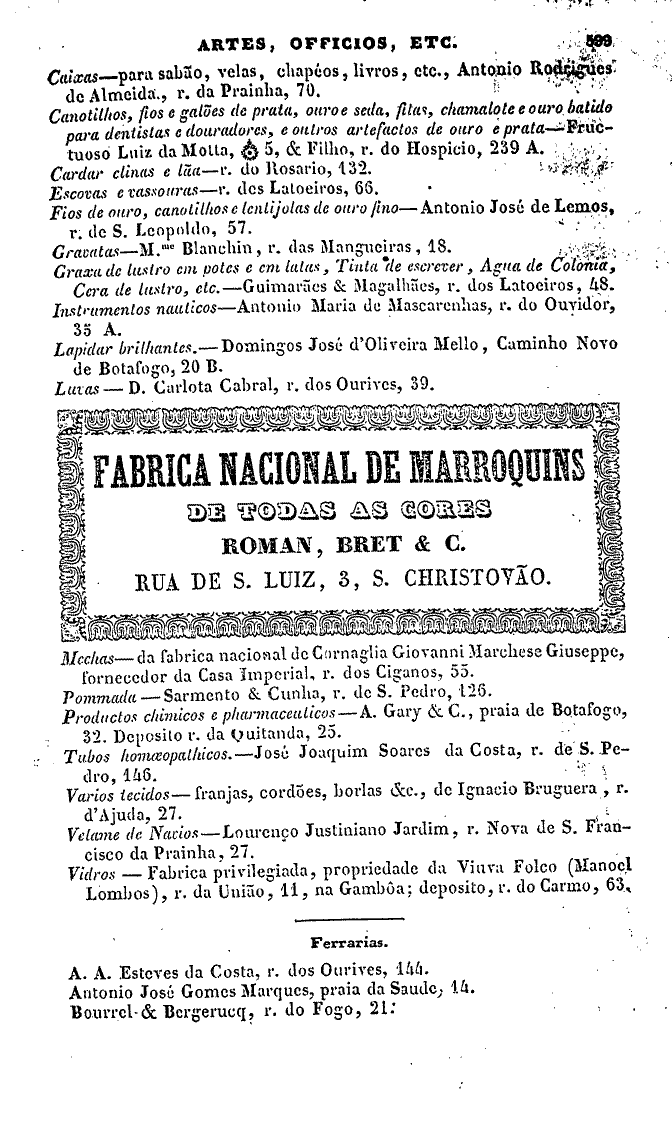 ARTES, OFFICIOS, ETC. 599
Caixas—para sabão, velas, chapéos, livros, etc., Antonio Rodrigues
de Almeida., r. da Prainha, 70.
Canotilhos, fios e galões de prata, ouro e seda, fitas, chamalote e ouro batido
para dentistas e douradores, e outros artefactos de ouro e prata—Fruc-
tuoso Luiz da Motta, 5, & Filho, r. do Hospicio, 239 A.
Cardar clinas e lãa—r. do Rosario, 132.
Escovas e vassouras—r. dos Latoeiros, 66.
Fios de ouro, canotilhos e lentijolas de ouro fino—Antonio José de Lemos,
r. de S. Leopoldo, 57.
Gravatas—M.me Blanchin, r. das Mangueiras, 18.
Graxa de lustro em potes e em latas, Tinta de escrever, Agua de Colonia,
Cera de lustro, etc.—Guimarães & Magalhães, r. dos Latoeiros, 48.
Instrumentos nauticos—Antonio Maria de Mascarenhas, r. do Ouvidor,
35 A.
Lapidar brilhantes.—Domingos José d'Oliveira Mello, Caminho Novo
de Botafogo, 20 B.
Luvas—D. Carlota Cabral, r. dos Ourives, 39.
FABRICA NACIONAL DE MARROQUINS
DE TODAS AS CORES
ROMAN, BRET & C.
RUA DE S. LUIZ, 3, S. CHRISTOVÃO.
Mechas—da fabrica nacional de Cornaglia Giovanni Marchese Giuseppe,
fornecedor da Casa Imperial, r. dos Ciganos, 55.
Pommada—Sarmento & Cunha, r. de S. Pedro, 126.
Productos chimicos e pharmaceuticos—A. Gary & C., praia de Botafogo,
32. Deposito r. da Quitanda, 25.
Tubos homœopathicos.—José Joaquim Soares da Costa, r. de S. Pe-
dro, 146.
Varios tecidos—franjas, cordões, borlas &c., de Ignacio Bruguera, r.
d'Ajuda, 27.
Velame de Navios—Lourenço Justiniano Jardim, r. Nova de S. Fran-
cisco da Prainha, 27.
Vidros—Fabrica privilegiada, propriedade da Viuva Folco (Manoel
Lombos), r. da União, 11, na Gambôa; deposito, r. do Carmo, 63.
Ferrarias.
A. A. Esteves da Costa, r. dos Ourives, 144.
Antonio José Gomes Marques, praia da Saude, 14.
Bourrel & Bergerucq, r. do Fogo, 21.